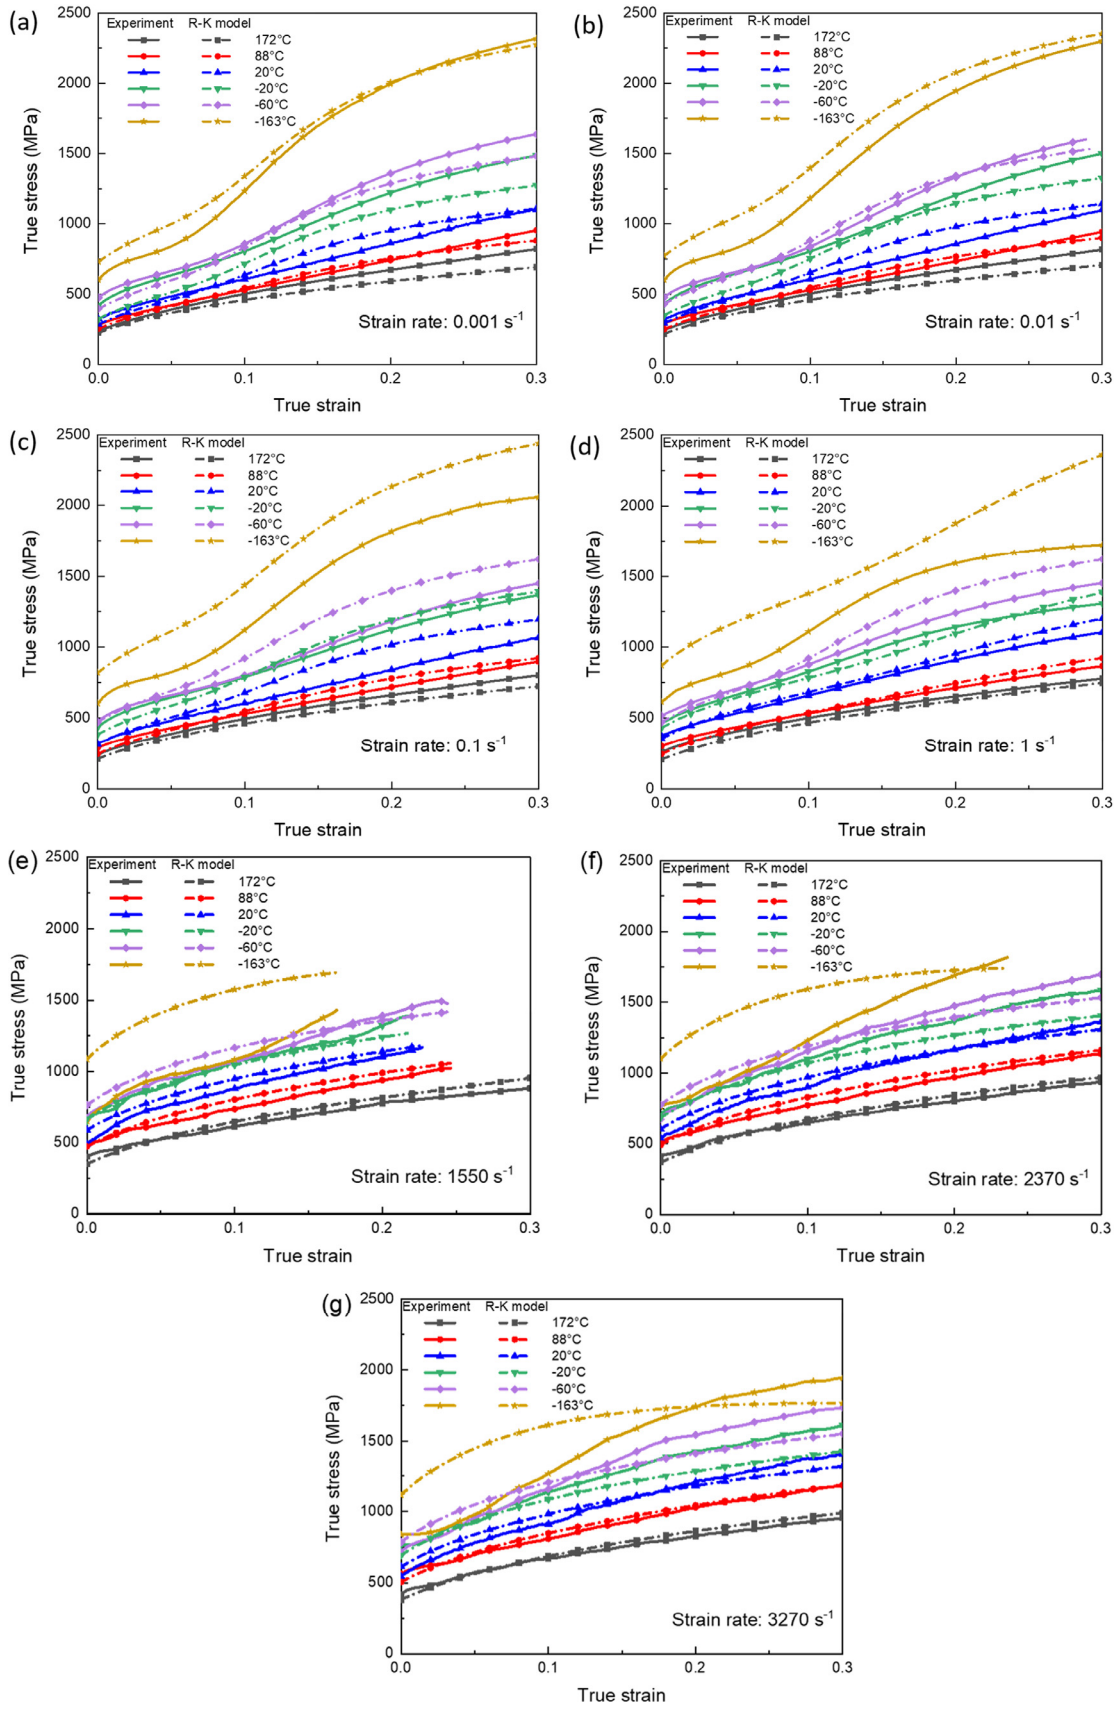 (a)
Experiment R-K model
172°C
88°C
20°C
-20°C
-60°C
-163°C
2500
2000
1500
1000
500
0
True stress (MPa)
Strain rate: 0.001 s-1
0.0 0.1 0.2 0.3
True strain
(b)
Experiment R-K model
172°C
88°C
20°C
-20°C
-60°C
-163°C
2500
2000
1500
1000
500
0
True stress (MPa)
Strain rate: 0.01 s-1
0.0 0.1 0.2 0.3
True strain
(c)
Experiment R-K model
172°C
88°C
20°C
-20°C
-60°C
-163°C
2500
2000
1500
1000
500
0
True stress (MPa)
Strain rate: 0.1 s-1
0.0 0.1 0.2 0.3
True strain
(d)
Experiment R-K model
172°C
88°C
20°C
-20°C
-60°C
-163°C
2500
2000
1500
1000
500
0
True stress (MPa)
Strain rate: 1 s-1
0.0 0.1 0.2 0.3
True strain
(e)
Experiment R-K model
172°C
88°C
20°C
-20°C
-60°C
-163°C
2500
2000
1500
1000
500
0
True stress (MPa)
Strain rate: 1550 s-1
0.0 0.1 0.2 0.3
True strain
(f)
Experiment R-K model
172°C
88°C
20°C
-20°C
-60°C
-163°C
2500
2000
1500
1000
500
0
True stress (MPa)
Strain rate: 2370 s-1
0.0 0.1 0.2 0.3
True strain
(g)
Experiment R-K model
172°C
88°C
20°C
-20°C
-60°C
-163°C
2500
2000
1500
1000
500
0
True stress (MPa)
Strain rate: 3270 s-1
0.0 0.1 0.2 0.3
True strain